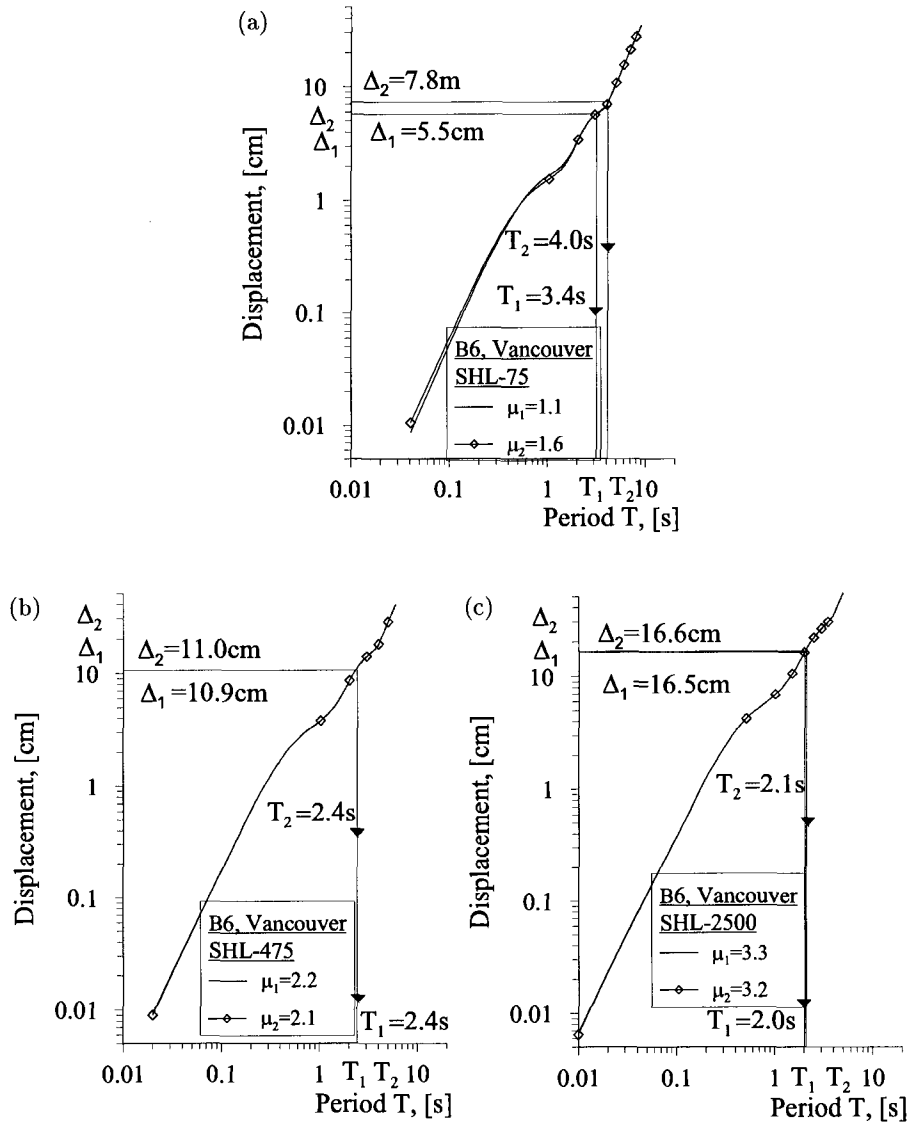 (a)
Δ₂=7.8m
10
Δ₂
Δ₁
Δ₁=5.5cm
1
T₂=4.0s
T₁=3.4s
0.1
B6, Vancouver
SHL-75
μ₁=1.1
μ₂=1.6
0.01
Displacement, [cm]
0.01 0.1 1 T₁ T₂ 10
Period T, [s]
(b)
Δ₂
Δ₁
Δ₂=11.0cm
10
Δ₁=10.9cm
1
T₂=2.4s
0.1
B6, Vancouver
SHL-475
μ₁=2.2
μ₂=2.1
T₁=2.4s
0.01
Displacement, [cm]
0.01 0.1 1 T₁ T₂ 10
Period T, [s]
(c)
Δ₂
Δ₁
Δ₂=16.6cm
10
Δ₁=16.5cm
1
T₂=2.1s
0.1
B6, Vancouver
SHL-2500
μ₁=3.3
μ₂=3.2
T₁=2.0s
0.01
Displacement, [cm]
0.01 0.1 1 T₁ T₂ 10
Period T, [s]